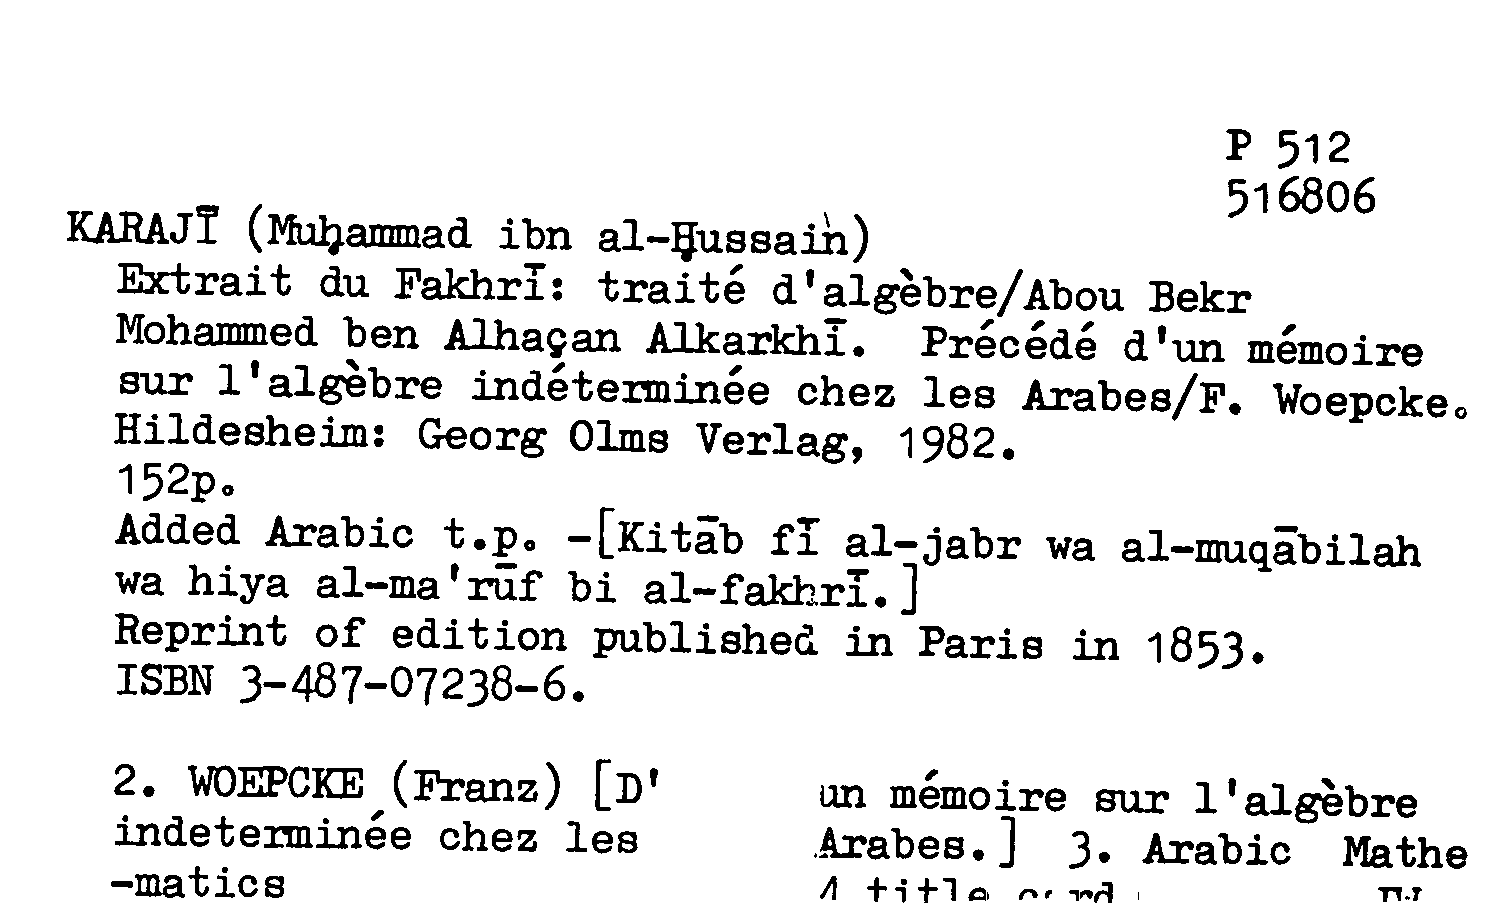 P 512
516806
KARAJĪ (Muḥammad ibn al-Ḥussain)
Extrait du Fakhrī: traité d'algèbre/Abou Bekr
Mohammed ben Alhaçan Alkarkhī. Précédé d'un mémoire
sur l'algèbre indéterminée chez les Arabes/F. Woepcke.
Hildesheim: Georg Olms Verlag, 1982.
152p.
Added Arabic t.p. -[Kitāb fī al-jabr wa al-muqābilah
wa hiya al-ma'rūf bi al-fakhrī.]
Reprint of edition published in Paris in 1853.
ISBN 3-487-07238-6.
2. WOEPCKE (Franz) [D' un mémoire sur l'algèbre
indeterminée chez les Arabes.] 3. Arabic Mathe
-matics 4 title